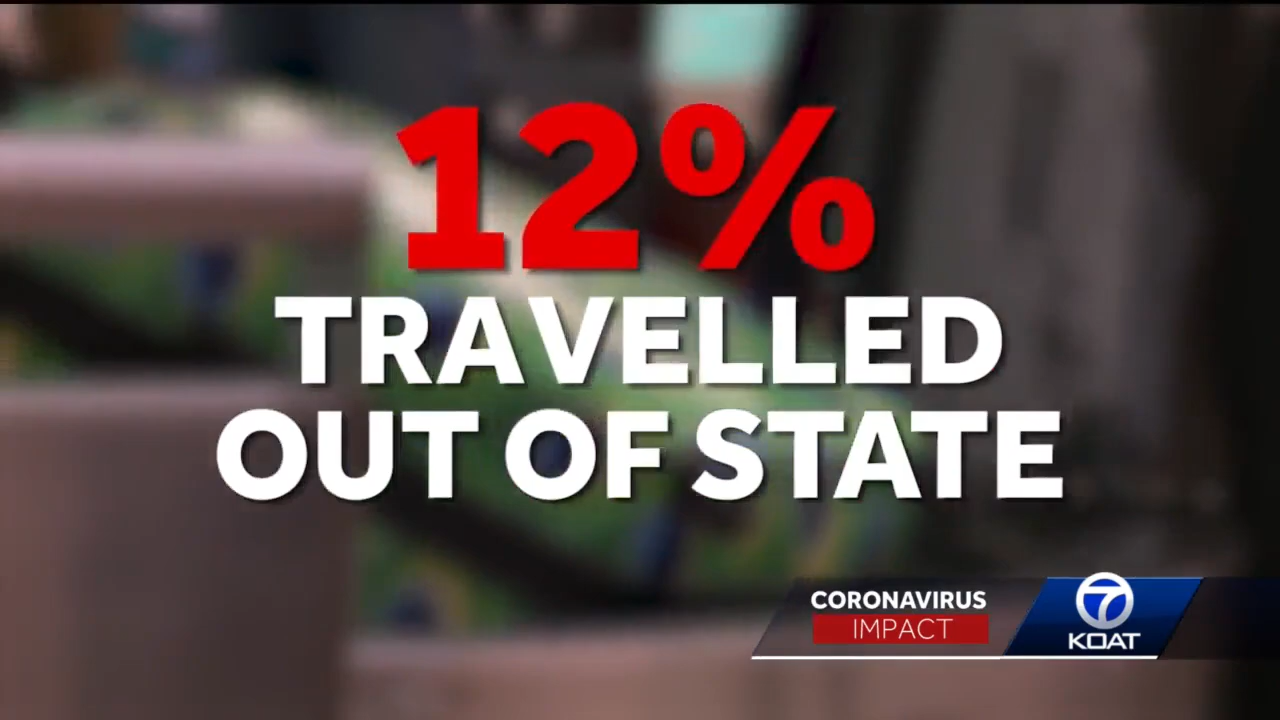 12%
TRAVELLED
OUT OF STATE
CORONAVIRUS
IMPACT
7
KOAT